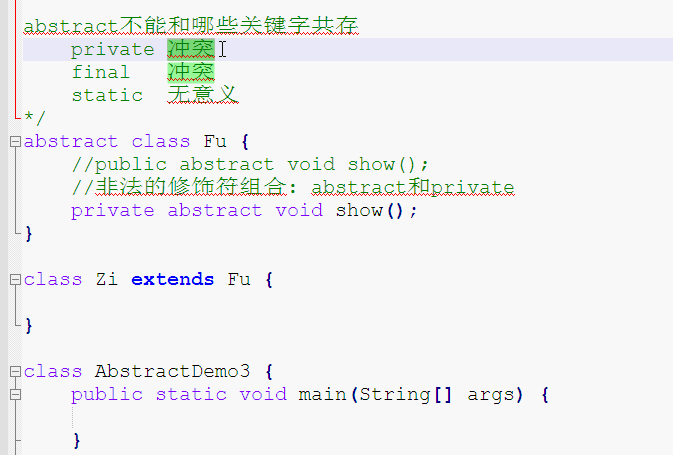 abstract不能和哪些关键字共存
    private 冲突
    final   冲突
    static  无意义
*/
abstract class Fu {
    //public abstract void show();
    //非法的修饰符组合: abstract和private
    private abstract void show();
}
class Zi extends Fu {
}
class AbstractDemo3 {
    public static void main(String[] args) {
    }